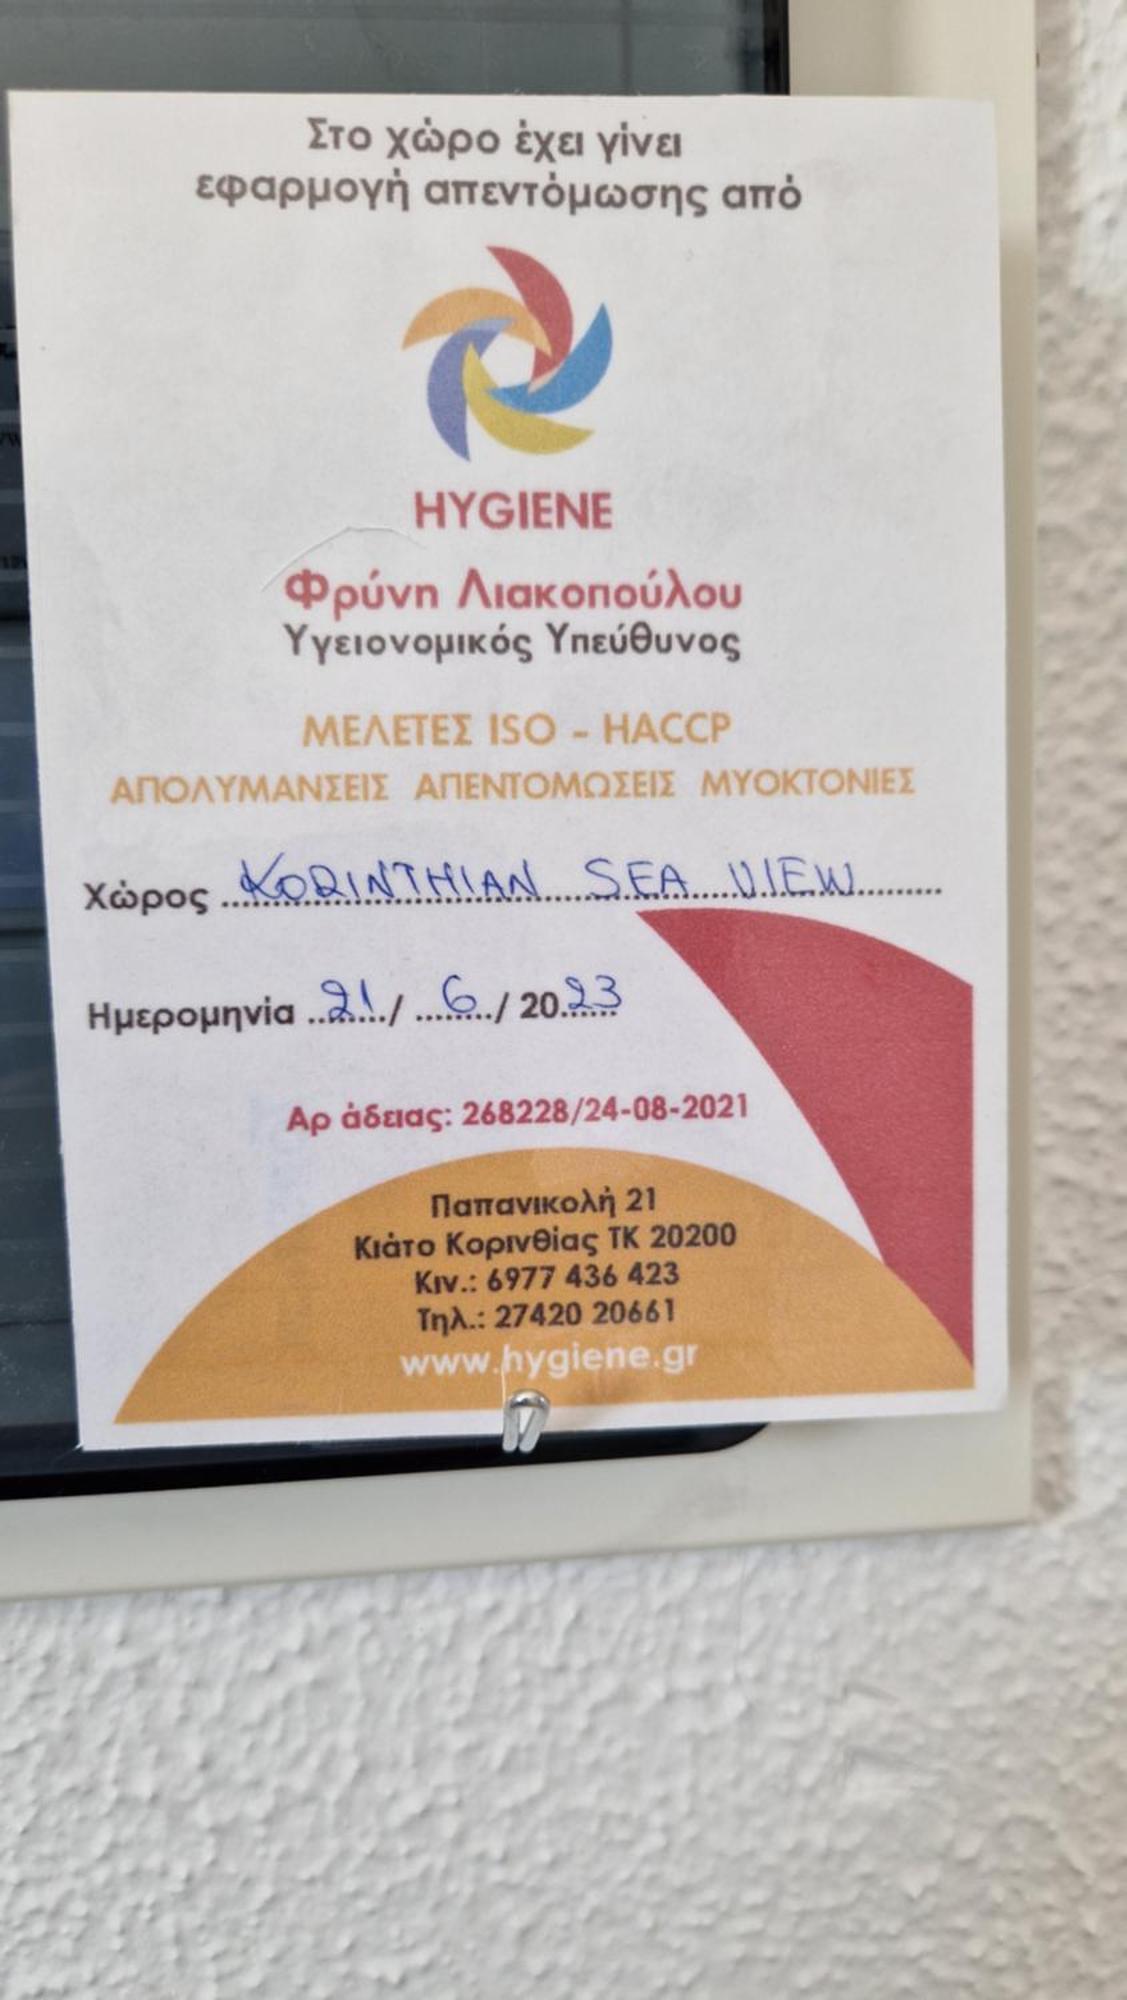 Στο χώρο έχει γίνει
εφαρμογή απεντόμωσης από
HYGIENE
Φρύνη Λιακοπούλου
Υγειονομικός Υπεύθυνος
ΜΕΛΕΤΕΣ ISO - HACCP
ΑΠΟΛΥΜΑΝΣΕΙΣ ΑΠΕΝΤΟΜΩΣΕΙΣ ΜΥΟΚΤΟΝΙΕΣ
Χώρος KORINTHIAN SEA VIEW
Ημερομηνία 21/ 6/ 2023
Αρ άδειας: 268228/24-08-2021
Παπανικολή 21
Κιάτο Κορινθίας ΤΚ 20200
Κιν.: 6977 436 423
Τηλ.: 27420 20661
www.hygiene.gr